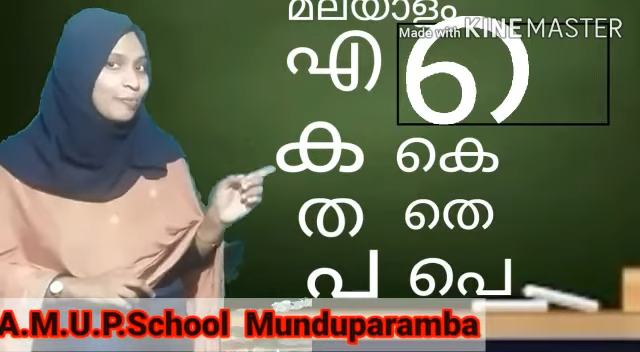 മലയാളം
Made with KINEMASTER
എ െ
ക കെ
ത തെ
പ പെ
A.M.U.P.School Munduparamba